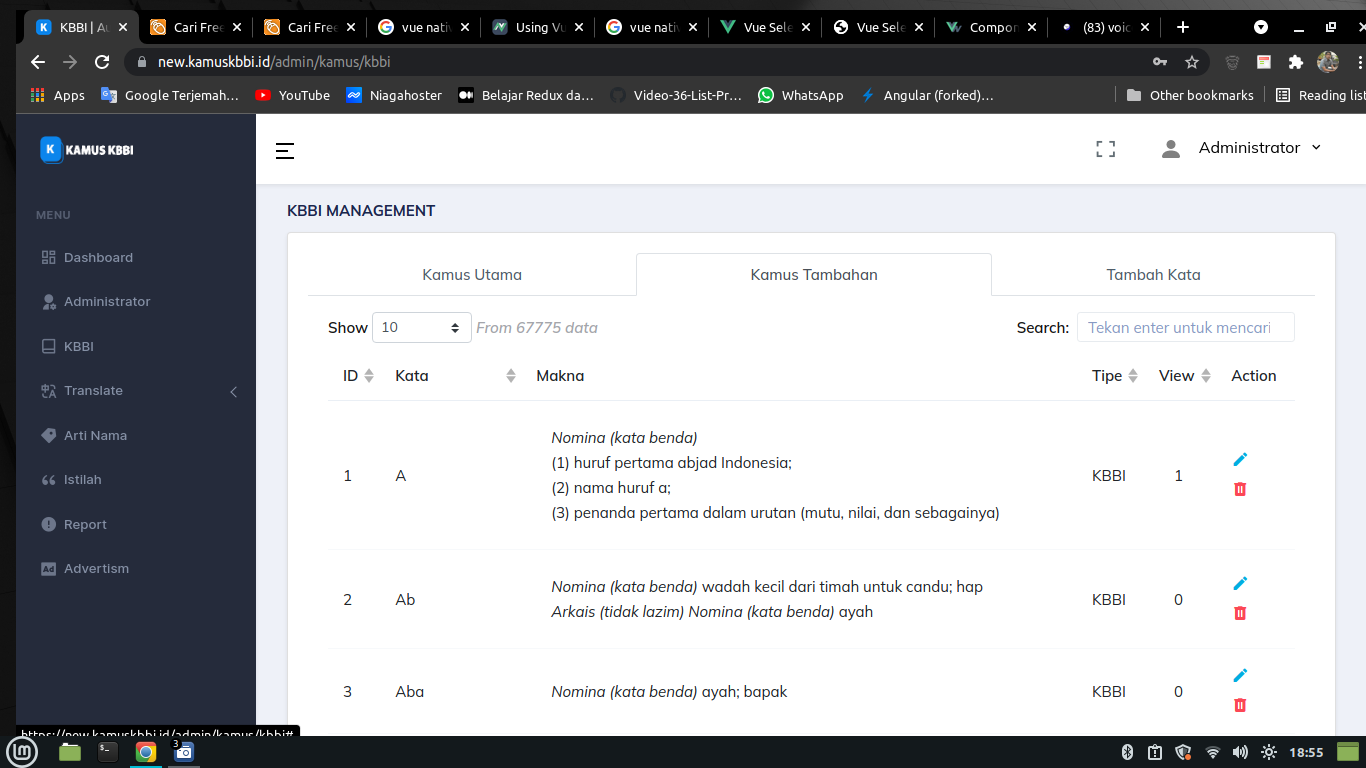 KBBI | Au
Cari Free
Cari Free
vue nativ
Using Vu
vue nativ
Vue Sele
Vue Sele
Compon
(83) voic
new.kamuskbbi.id/admin/kamus/kbbi
Apps
Google Terjemah...
YouTube
Niagahoster
Belajar Redux da...
Video-36-List-Pr...
WhatsApp
Angular (forked)...
Other bookmarks
Reading list
K KAMUS KBBI
Administrator
MENU
Dashboard
Administrator
KBBI
Translate
Arti Nama
Istilah
Report
Ad Advertism
KBBI MANAGEMENT
Kamus Utama
Kamus Tambahan
Tambah Kata
Show 10 From 67775 data
Search: Tekan enter untuk mencari
ID Kata Makna Tipe View Action
Nomina (kata benda)
(1) huruf pertama abjad Indonesia;
1 A KBBI 1
(2) nama huruf a;
(3) penanda pertama dalam urutan (mutu, nilai, dan sebagainya)
Nomina (kata benda) wadah kecil dari timah untuk candu; hap
2 Ab KBBI 0
Arkais (tidak lazim) Nomina (kata benda) ayah
3 Aba Nomina (kata benda) ayah; bapak KBBI 0
https://new.kamuskbbi.id/admin/kamus/kbbi#
3
18:55